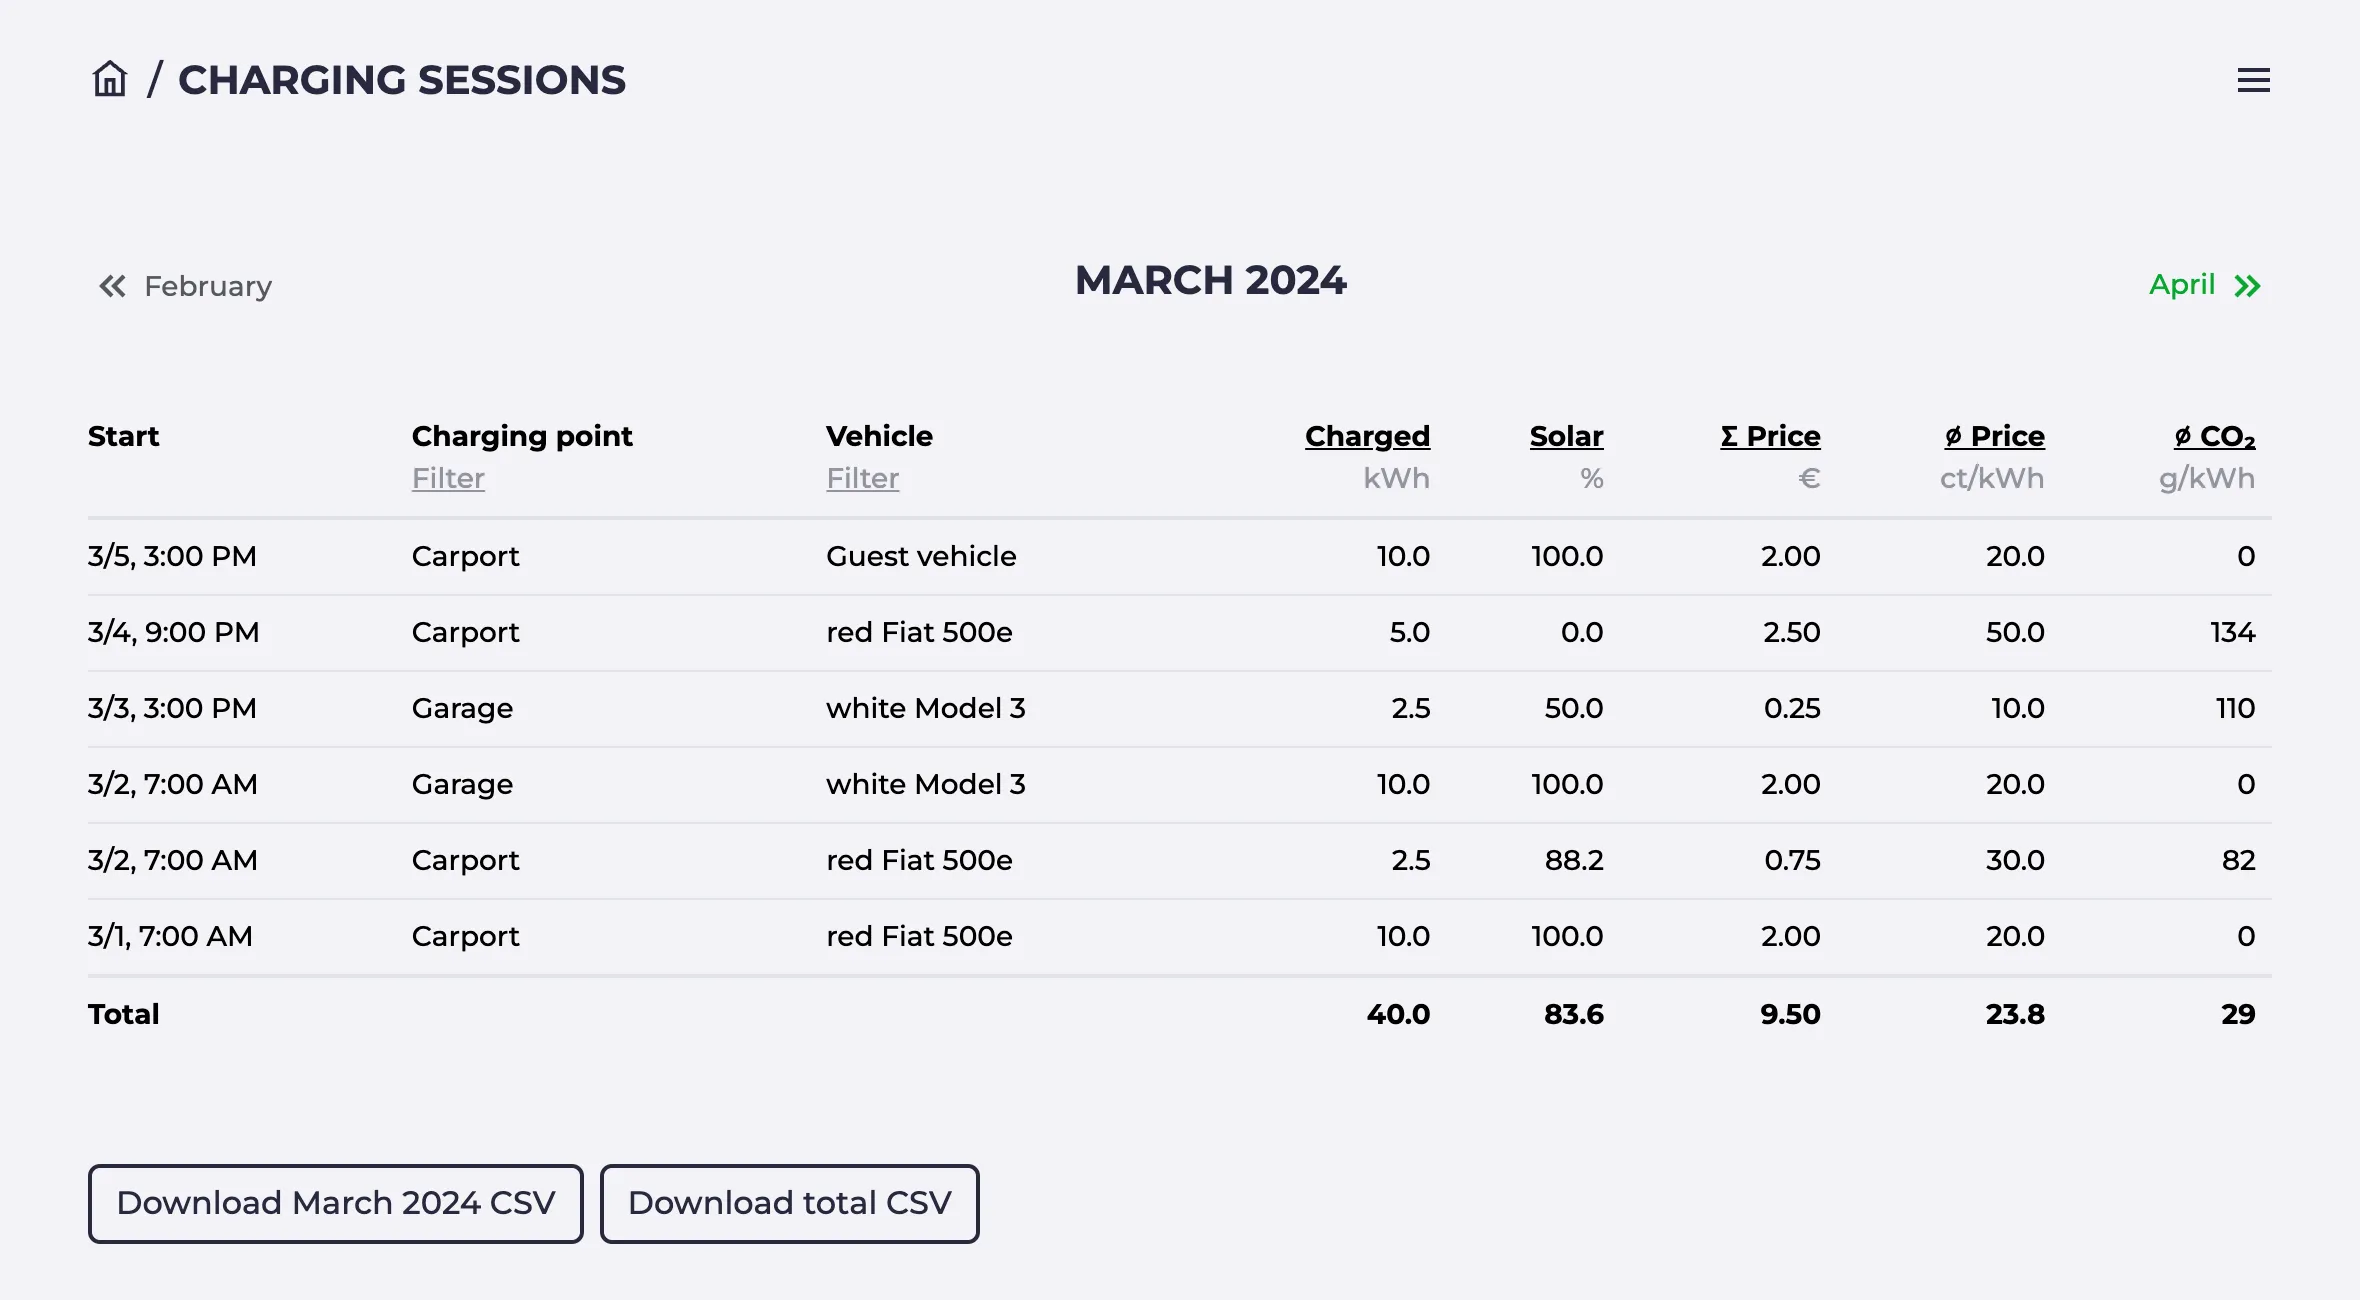 / CHARGING SESSIONS
February
MARCH 2024
April
Start Charging point Vehicle Charged Solar Σ Price ø Price ø CO₂
Filter Filter kWh % € ct/kWh g/kWh
3/5, 3:00 PM Carport Guest vehicle 10.0 100.0 2.00 20.0 0
3/4, 9:00 PM Carport red Fiat 500e 5.0 0.0 2.50 50.0 134
3/3, 3:00 PM Garage white Model 3 2.5 50.0 0.25 10.0 110
3/2, 7:00 AM Garage white Model 3 10.0 100.0 2.00 20.0 0
3/2, 7:00 AM Carport red Fiat 500e 2.5 88.2 0.75 30.0 82
3/1, 7:00 AM Carport red Fiat 500e 10.0 100.0 2.00 20.0 0
Total 40.0 83.6 9.50 23.8 29
Download March 2024 CSV
Download total CSV